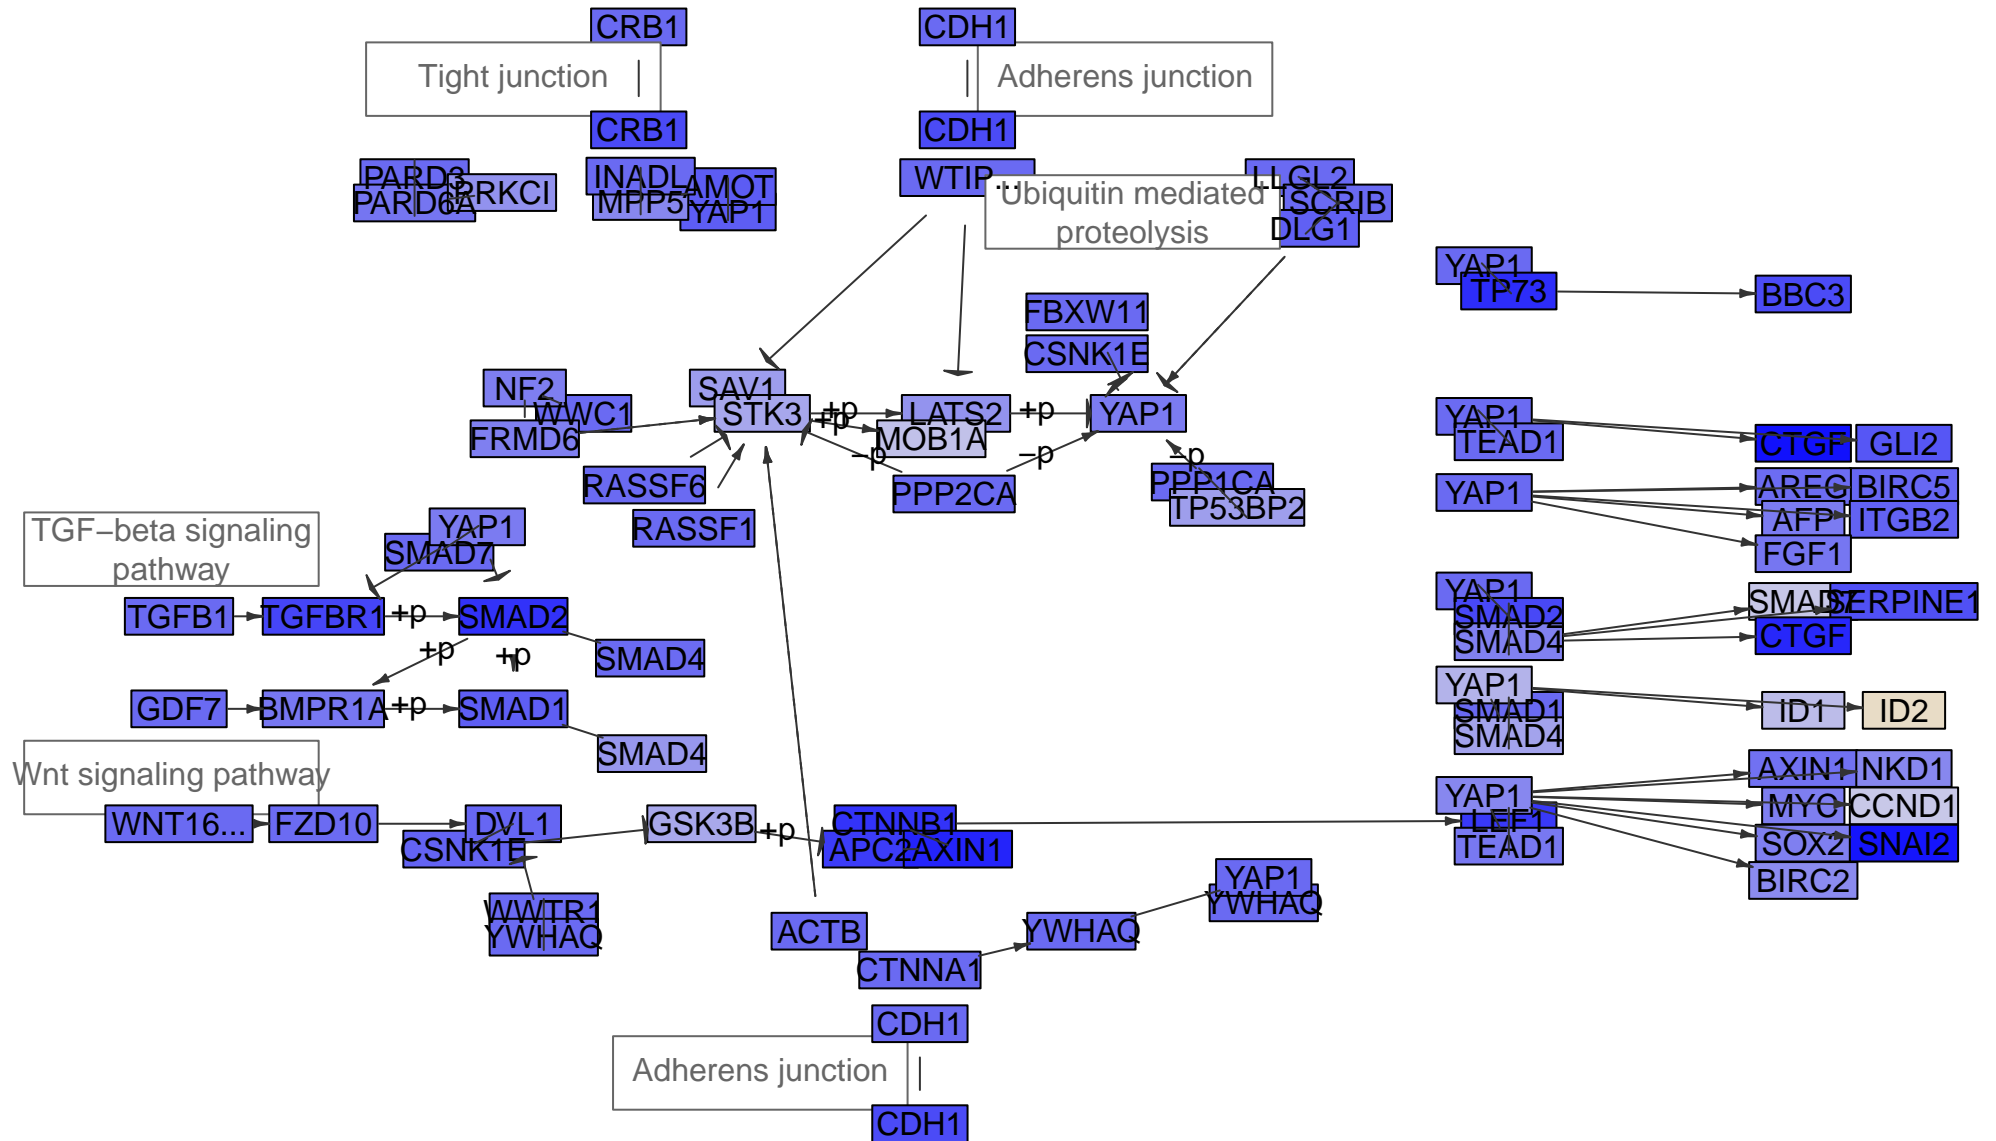 CRB1
CDH1
Tight junction
Adherens junction
CRB1
CDH1
PARD3
PRKCI
PARD6A
INADL
AMOT
MPP5
YAP1
WTIP...
LLGL2
Ubiquitin mediated
proteolysis
SCRIB
DLG1
YAP1
TP73
BBC3
FBXW11
CSNK1E
NF2
WWC1
FRMD6
SAV1
STK3
+p
+p
LATS2
MOB1A
+p
YAP1
−p
−p
−p
RASSF6
RASSF1
PPP2CA
PPP1CA
TP53BP2
YAP1
TEAD1
CTGF
GLI2
YAP1
AREG
BIRC5
AFP
ITGB2
FGF1
TGF−beta signaling
pathway
YAP1
SMAD7
TGFB1
TGFBR1
+p
SMAD2
+p
+p
SMAD4
GDF7
BMPR1A
+p
SMAD1
SMAD4
YAP1
SMAD2
SMAD4
SMAD7
SERPINE1
CTGF
YAP1
SMAD1
SMAD4
ID1
ID2
Wnt signaling pathway
WNT16...
FZD10
DVL1
CSNK1E
GSK3B
+p
CTNNB1
APC2
AXIN1
YAP1
LEF1
TEAD1
AXIN1
NKD1
MYC
CCND1
SOX2
SNAI2
BIRC2
WWTR1
YWHAQ
ACTB
CTNNA1
YWHAQ
YAP1
YWHAQ
CDH1
Adherens junction
CDH1